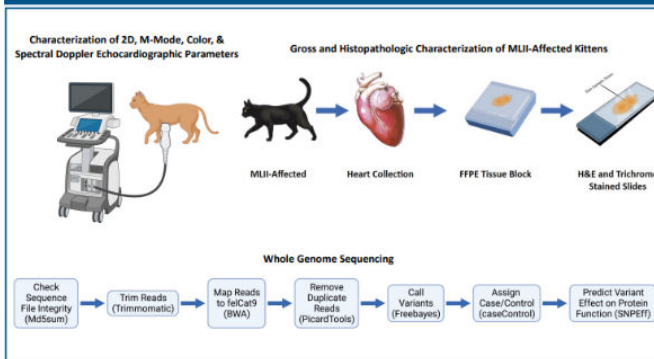 Characterization of 2D, M-Mode, Color, &
Spectral Doppler Echocardiographic Parameters
Gross and Histopathologic Characterization of MLII-Affected Kittens
MLII-Affected
Heart Collection
FFPE Tissue Block
H&E and Trichrome
Stained Slides
Whole Genome Sequencing
Check
Sequence
File Integrity
(Md5sum)
Trim Reads
(Trimmomatic)
Map Reads
to felCat9
(BWA)
Remove
Duplicate
Reads
(PicardTools)
Call
Variants
(Freebayes)
Assign
Case/Control
(caseControl)
Predict Variant
Effect on Protein
Function (SNPEff)